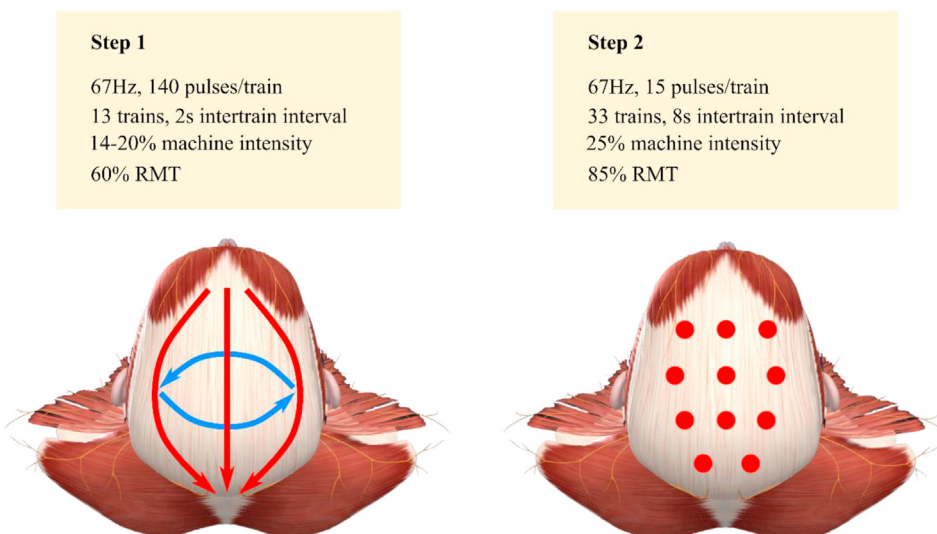 Step 1
67Hz, 140 pulses/train
13 trains, 2s intertrain interval
14-20% machine intensity
60% RMT
Step 2
67Hz, 15 pulses/train
33 trains, 8s intertrain interval
25% machine intensity
85% RMT